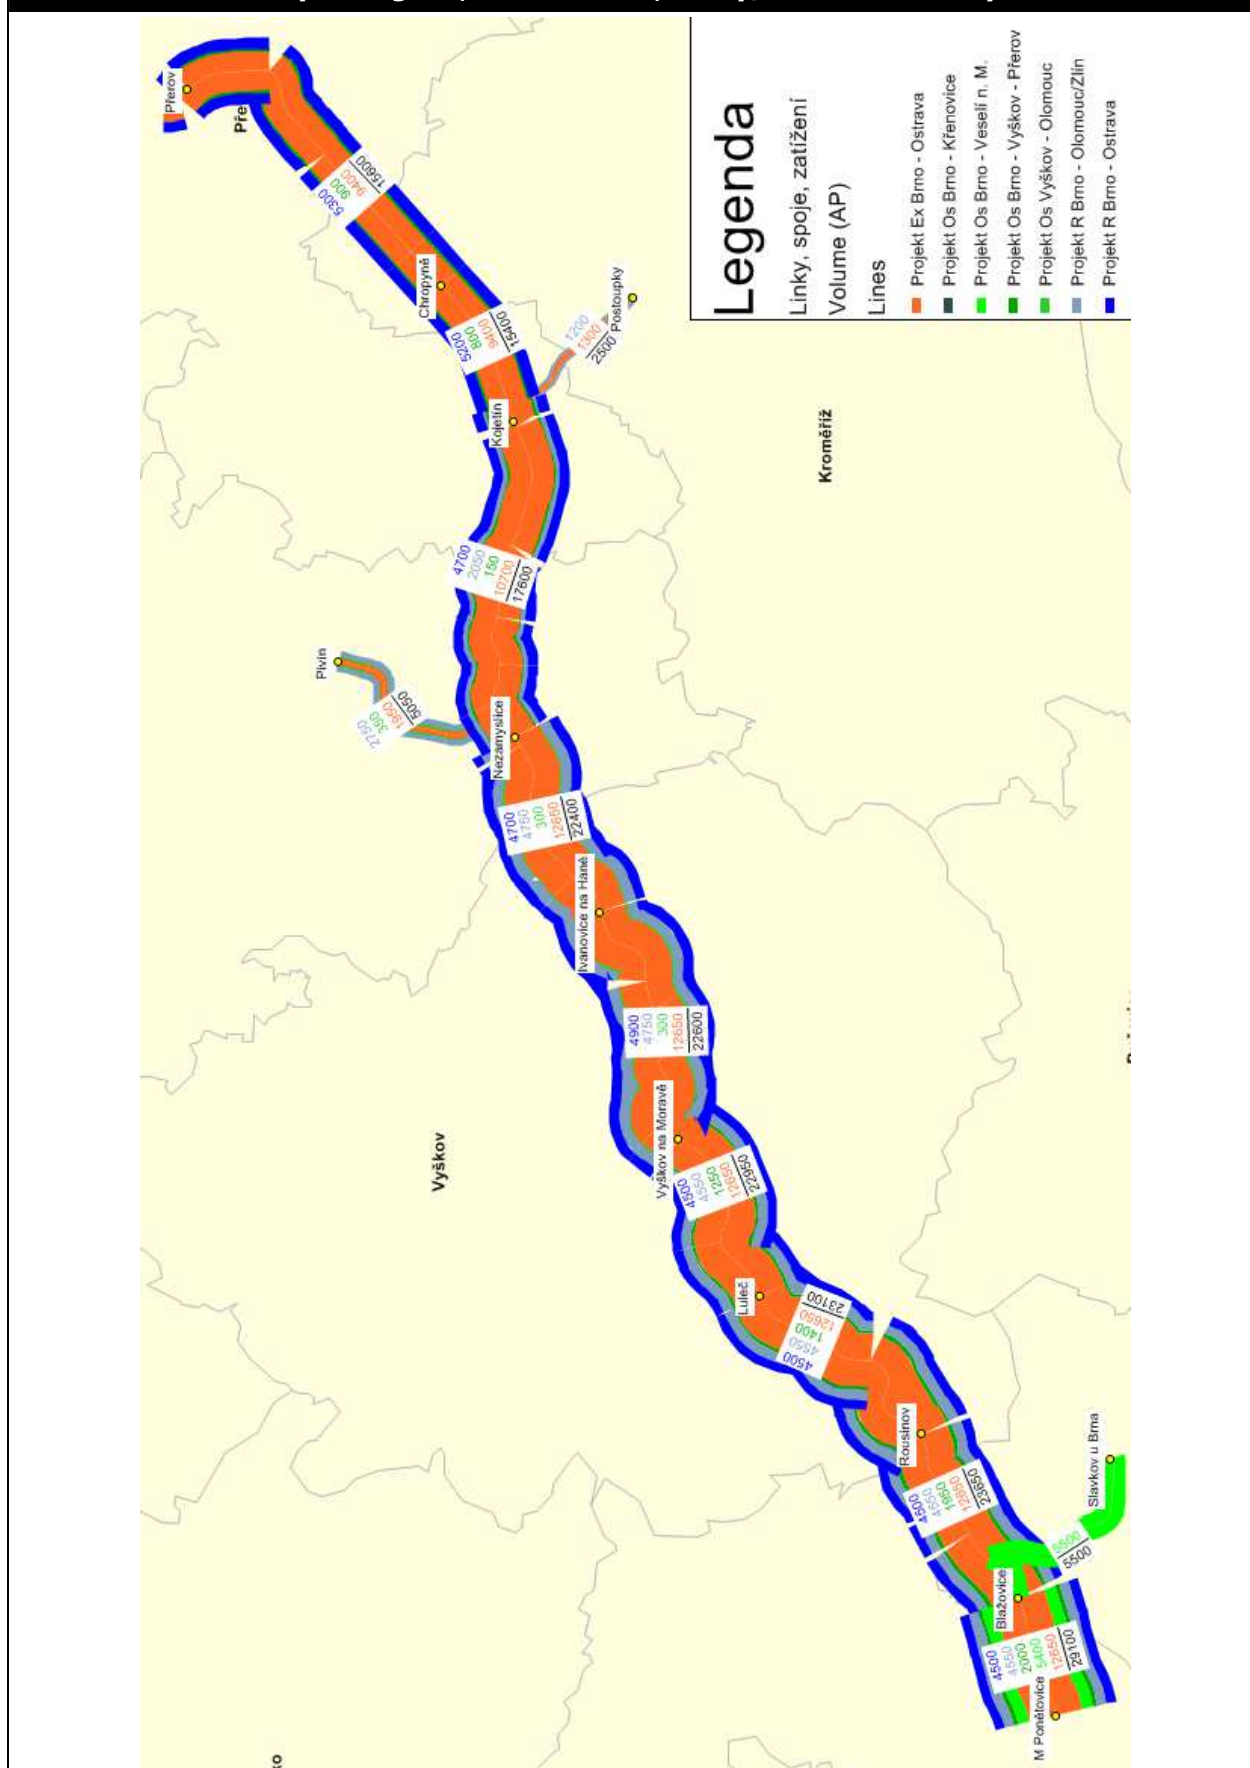 Legenda
Linky, spoje, zatížení
Volume (AP)
Lines
Projekt Ex Brno - Ostrava
Projekt Os Brno - Křenovice
Projekt Os Brno - Veselí n. M.
Projekt Os Brno - Vyškov - Přerov
Projekt Os Vyškov - Olomouc
Projekt R Brno - Olomouc/Zlín
Projekt R Brno - Ostrava
Přerov
Pře
5300
900
9400
15600
Chropyně
5200
800
9400
15400
1200
1300
2500
Postoupky
Kojetín
Kroměříž
4700
2050
150
10700
17600
Pivín
2750
350
1950
5050
Nezamyslice
4700
4750
300
12650
22400
Ivanovice na Hané
4900
4750
300
12650
22600
Vyškov na Moravě
Vyškov
4500
4550
1250
12650
22950
Luleč
4500
4550
1400
12650
23100
Rousínov
4500
4550
1950
12650
23650
Slavkov u Brna
5500
5500
Blažovice
4500
4550
2000
5400
12650
29100
M Ponětovice
ko